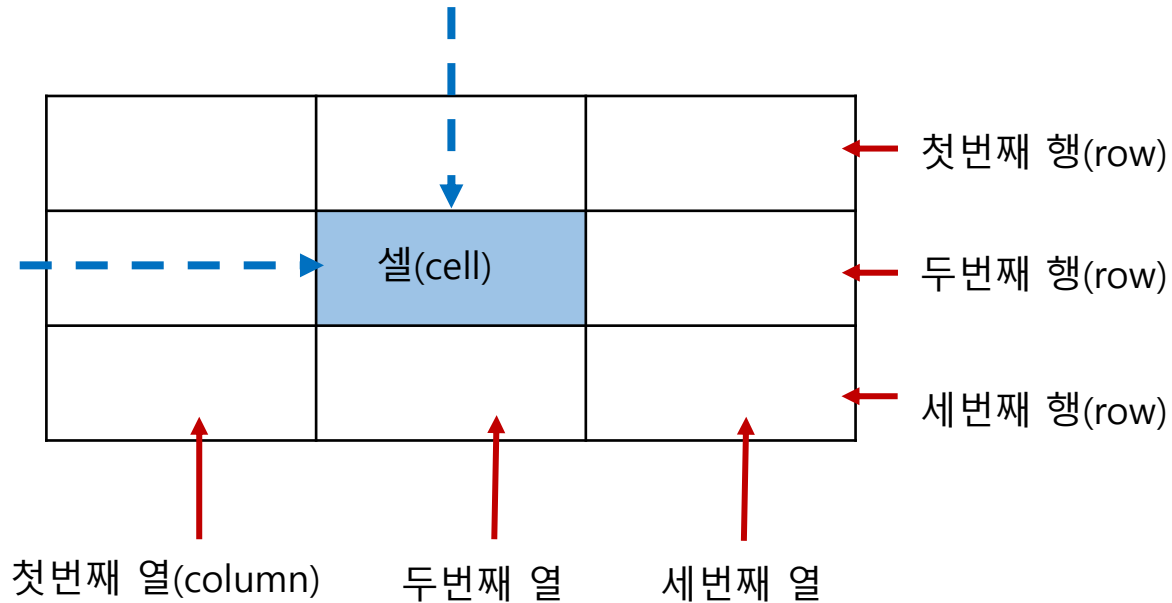 첫번째 행(row)
셀(cell)
두번째 행(row)
세번째 행(row)
첫번째 열(column)
두번째 열
세번째 열